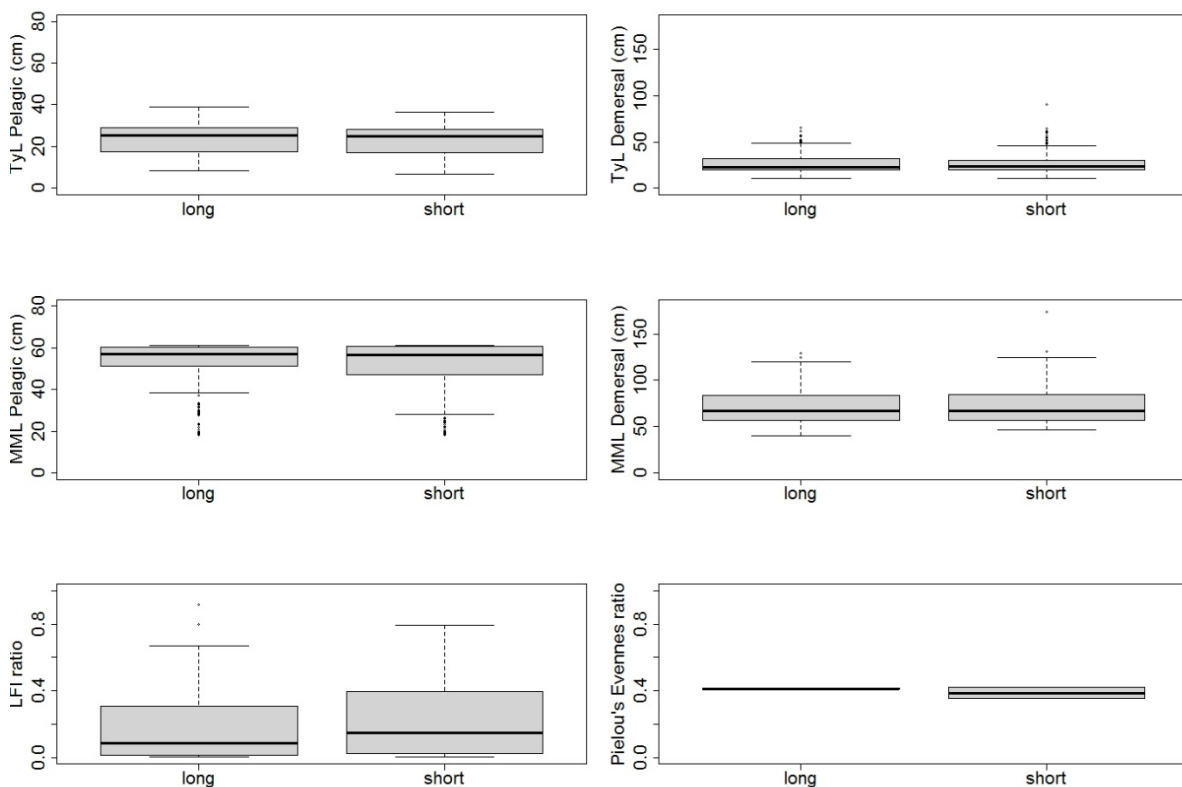 TyL Pelagic (cm)
80
60
40
20
0
long short
TyL Demersal (cm)
150
100
50
0
long short
MML Pelagic (cm)
80
60
40
20
0
long short
MML Demersal (cm)
150
100
50
0
long short
LFI ratio
0.8
0.4
0.0
long short
Pielou's Evennes ratio
0.8
0.4
0.0
long short